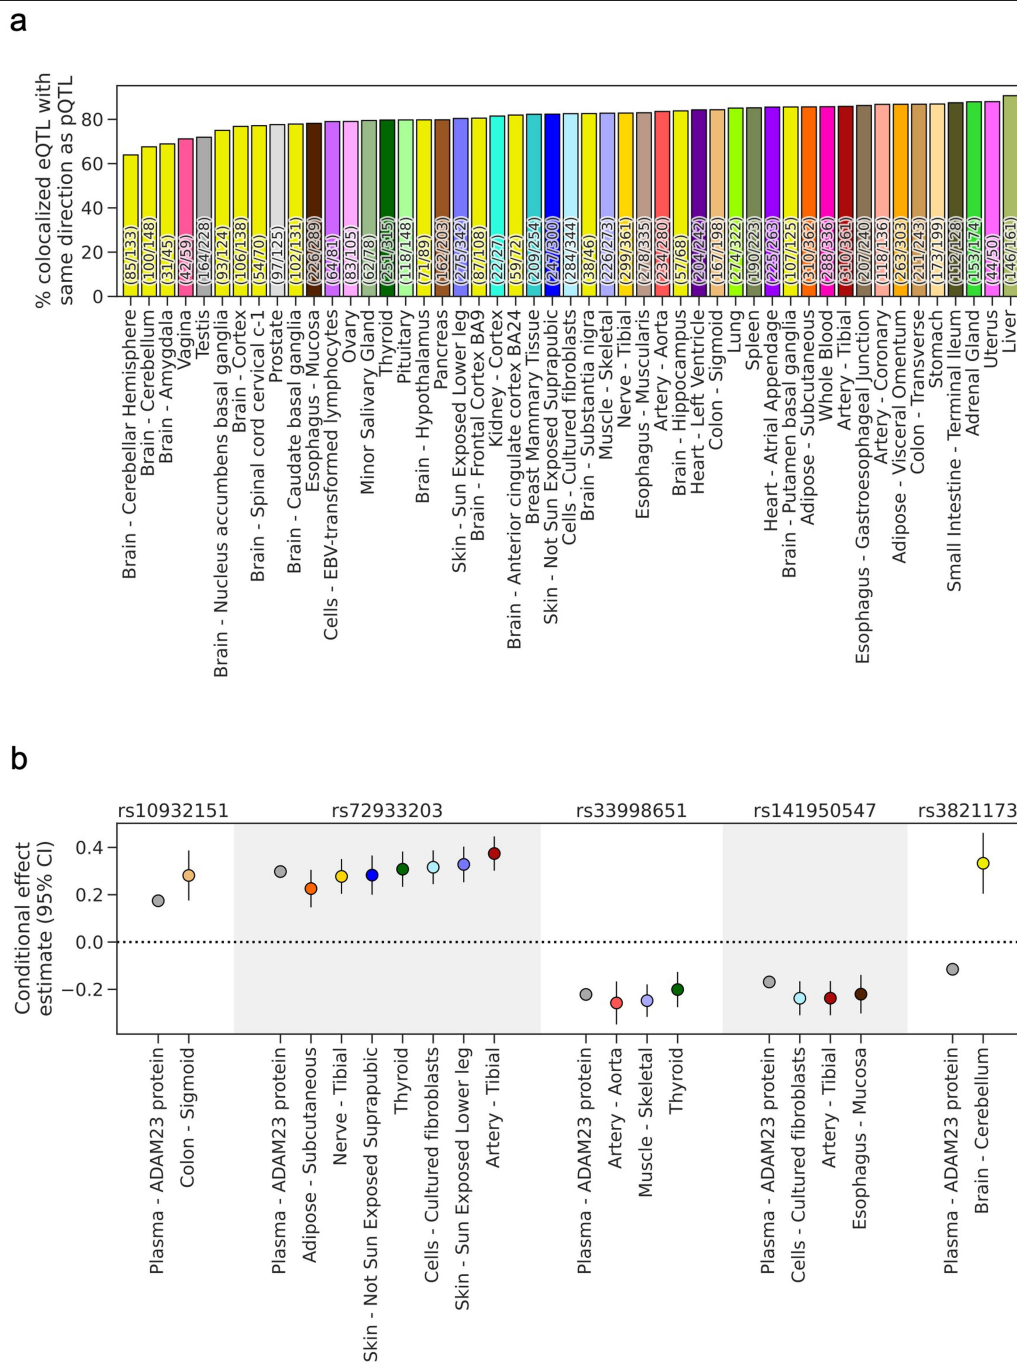 a
% colocalized eQTL with
same direction as pQTL
80
60
40
20
0
(85/133)
(100/148)
(31/45)
(42/59)
(164/228)
(93/124)
(106/138)
(54/70)
(97/125)
(102/131)
(226/289)
(64/81)
(83/105)
(62/78)
(251/315)
(118/148)
(71/89)
(162/203)
(275/342)
(87/108)
(22/27)
(59/72)
(209/254)
(247/300)
(284/344)
(38/46)
(226/273)
(299/361)
(278/335)
(234/280)
(57/68)
(204/242)
(167/198)
(274/322)
(190/223)
(225/263)
(107/125)
(310/362)
(288/336)
(310/361)
(207/240)
(118/136)
(263/303)
(211/243)
(173/199)
(112/128)
(153/174)
(44/50)
(146/161)
Brain - Cerebellar Hemisphere
Brain - Cerebellum
Brain - Amygdala
Vagina
Testis
Brain - Nucleus accumbens basal ganglia
Brain - Cortex
Brain - Spinal cord cervical c-1
Prostate
Brain - Caudate basal ganglia
Esophagus - Mucosa
Cells - EBV-transformed lymphocytes
Ovary
Minor Salivary Gland
Thyroid
Pituitary
Brain - Hypothalamus
Pancreas
Skin - Sun Exposed Lower leg
Brain - Frontal Cortex BA9
Kidney - Cortex
Brain - Anterior cingulate cortex BA24
Breast Mammary Tissue
Skin - Not Sun Exposed Suprapubic
Cells - Cultured fibroblasts
Brain - Substantia nigra
Muscle - Skeletal
Nerve - Tibial
Esophagus - Muscularis
Artery - Aorta
Brain - Hippocampus
Heart - Left Ventricle
Colon - Sigmoid
Lung
Spleen
Heart - Atrial Appendage
Brain - Putamen basal ganglia
Adipose - Subcutaneous
Whole Blood
Artery - Tibial
Esophagus - Gastroesophageal Junction
Artery - Coronary
Adipose - Visceral Omentum
Colon - Transverse
Stomach
Small Intestine - Terminal Ileum
Adrenal Gland
Uterus
Liver
b
rs10932151
rs72933203
rs33998651
rs141950547
rs3821173
Conditional effect
estimate (95% CI)
0.4
0.2
0.0
−0.2
Plasma - ADAM23 protein
Colon - Sigmoid
Plasma - ADAM23 protein
Adipose - Subcutaneous
Nerve - Tibial
Skin - Not Sun Exposed Suprapubic
Thyroid
Cells - Cultured fibroblasts
Skin - Sun Exposed Lower leg
Artery - Tibial
Plasma - ADAM23 protein
Artery - Aorta
Muscle - Skeletal
Thyroid
Plasma - ADAM23 protein
Cells - Cultured fibroblasts
Artery - Tibial
Esophagus - Mucosa
Plasma - ADAM23 protein
Brain - Cerebellum